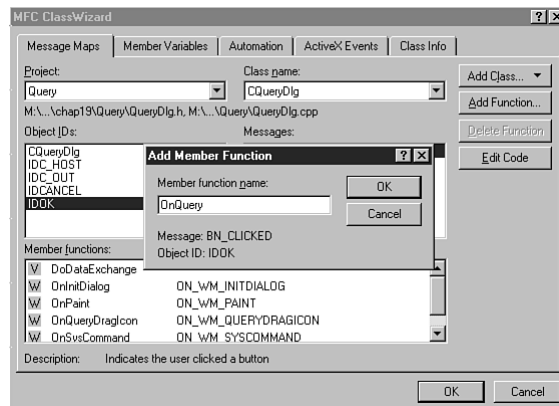 MFC ClassWizard
Message Maps Member Variables Automation ActiveX Events Class Info
Project: Class name:
Query CQueryDlg
Add Class...
M:\...\chap19\Query\QueryDlg.h, M:\...\Query\QueryDlg.cpp
Add Function...
Object IDs: Messages:
Delete Function
CQueryDlg
IDC_HOST
IDC_OUT
IDCANCEL
IDOK
Edit Code
Add Member Function
Member function name:
OnQuery
OK
Cancel
Message: BN_CLICKED
Object ID: IDOK
Member functions:
V DoDataExchange
W OnInitDialog ON_WM_INITDIALOG
W OnPaint ON_WM_PAINT
W OnQueryDragIcon ON_WM_QUERYDRAGICON
W OnSysCommand ON_WM_SYSCOMMAND
Description: Indicates the user clicked a button
OK Cancel